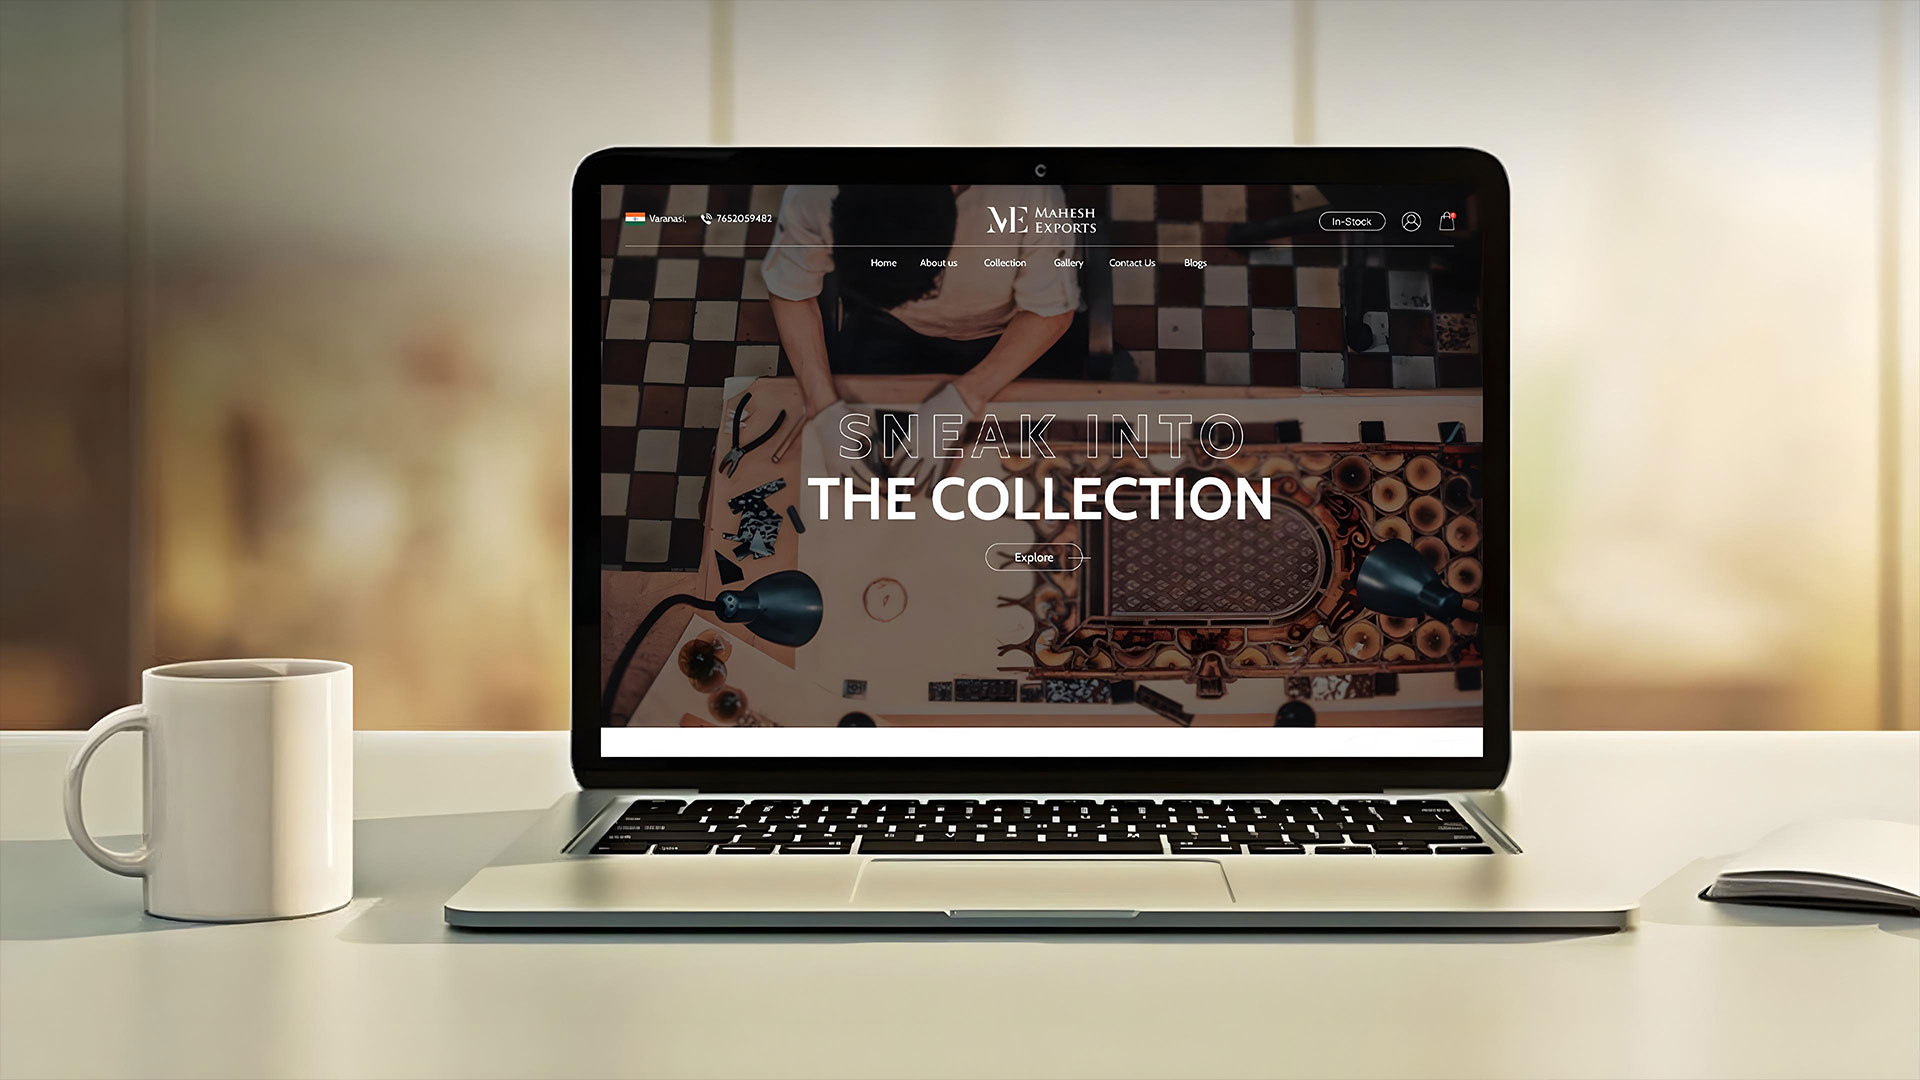 Varanasi,
7652059482
ME MAHESH
EXPORTS
In-Stock
Home About us Collection Gallery Contact Us Blogs
SNEAK INTO
THE COLLECTION
Explore